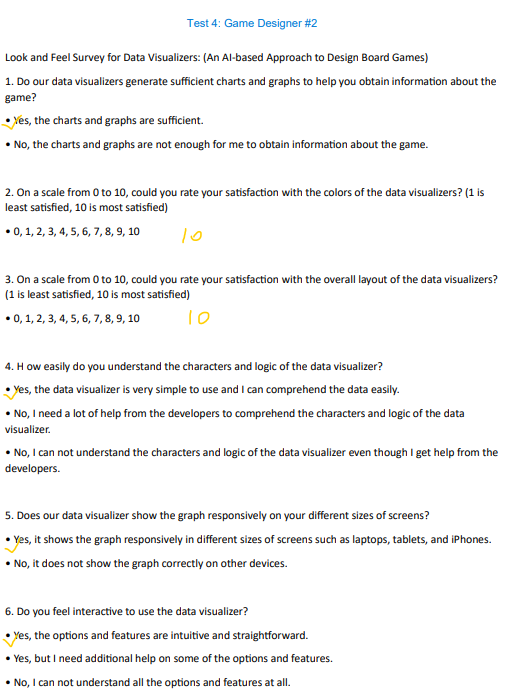 Test 4: Game Designer #2
Look and Feel Survey for Data Visualizers: (An AI-based Approach to Design Board Games)
1. Do our data visualizers generate sufficient charts and graphs to help you obtain information about the
game?
• Yes, the charts and graphs are sufficient.
• No, the charts and graphs are not enough for me to obtain information about the game.
2. On a scale from 0 to 10, could you rate your satisfaction with the colors of the data visualizers? (1 is
least satisfied, 10 is most satisfied)
• 0, 1, 2, 3, 4, 5, 6, 7, 8, 9, 10 10
3. On a scale from 0 to 10, could you rate your satisfaction with the overall layout of the data visualizers?
(1 is least satisfied, 10 is most satisfied)
• 0, 1, 2, 3, 4, 5, 6, 7, 8, 9, 10 10
4. H ow easily do you understand the characters and logic of the data visualizer?
• Yes, the data visualizer is very simple to use and I can comprehend the data easily.
• No, I need a lot of help from the developers to comprehend the characters and logic of the data
visualizer.
• No, I can not understand the characters and logic of the data visualizer even though I get help from the
developers.
5. Does our data visualizer show the graph responsively on your different sizes of screens?
• Yes, it shows the graph responsively in different sizes of screens such as laptops, tablets, and iPhones.
• No, it does not show the graph correctly on other devices.
6. Do you feel interactive to use the data visualizer?
• Yes, the options and features are intuitive and straightforward.
• Yes, but I need additional help on some of the options and features.
• No, I can not understand all the options and features at all.